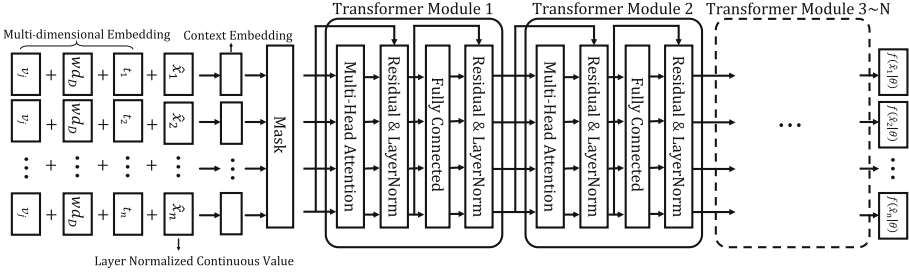 Transformer Module 1
Transformer Module 2
Transformer Module 3~N
Multi-dimensional Embedding
Context Embedding
v_j + wd_D + t_1 + x̂_1
v_j + wd_D + t_2 + x̂_2
⋮ + ⋮ + ⋮ + ⋮ ⋮
v_j + wd_D + t_n + x̂_n
Layer Normalized Continuous Value
Mask
Multi-Head Attention
Residual & LayerNorm
Fully Connected
Residual & LayerNorm
Multi-Head Attention
Residual & LayerNorm
Fully Connected
Residual & LayerNorm
...
f(x̂_1|θ)
f(x̂_2|θ)
⋮
f(x̂_n|θ)